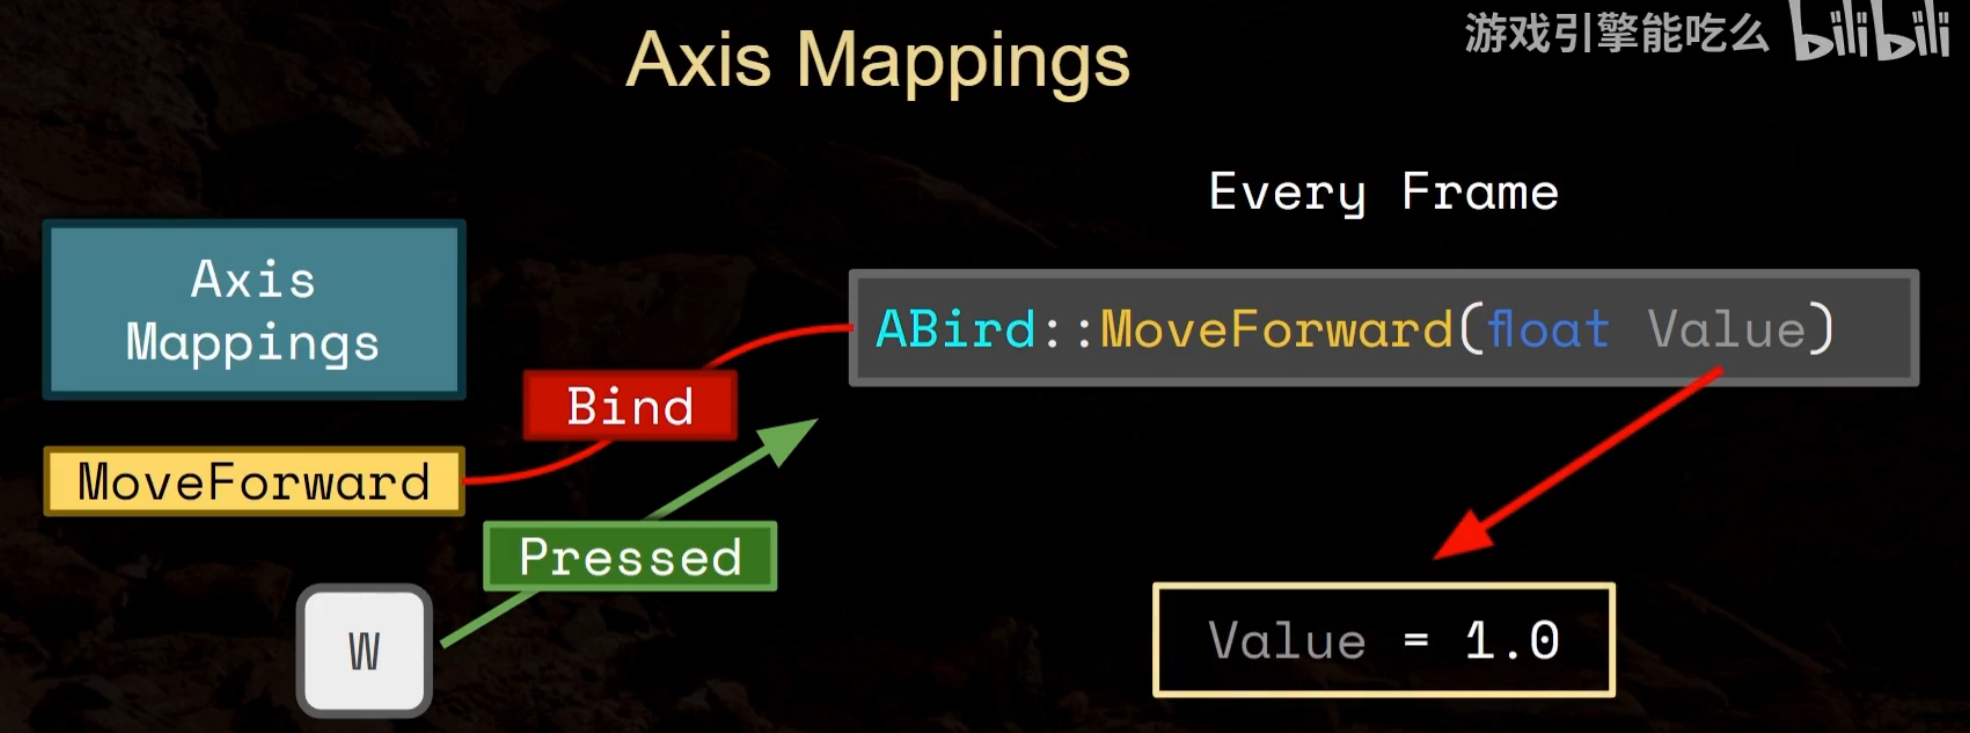 Axis Mappings
游戏引擎能吃么 bilibili
Every Frame
Axis
Mappings
ABird::MoveForward(float Value)
Bind
MoveForward
Pressed
W
Value = 1.0